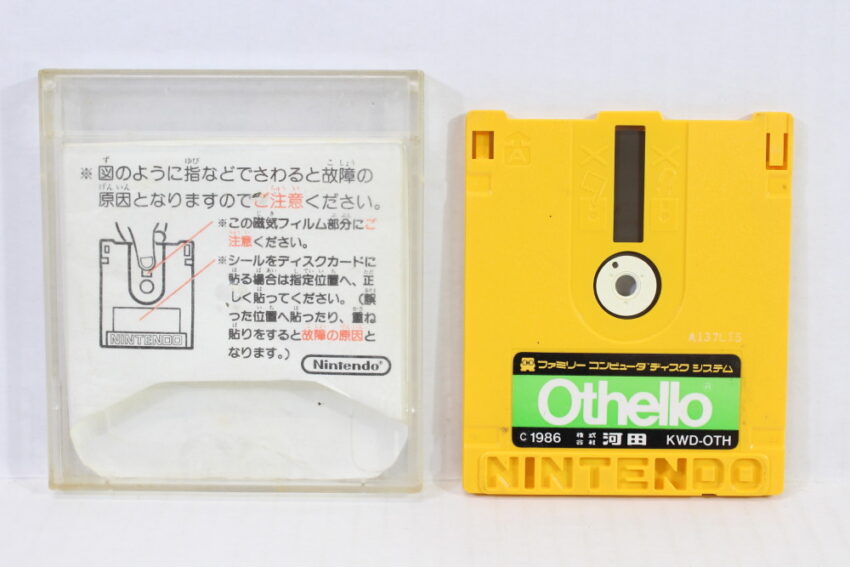 ※図のように指などでさわると故障の
原因となりますのでご注意ください。
※この磁気フィルム部分にご
注意ください。
※シールをディスクカードに
貼る場合は指定位置へ、正
しく貼ってください。(誤
った位置へ貼ったり、重ね
貼りをすると故障の原因と
なります。)
NINTENDO
Nintendo®
A
A137LT5
ファミリー コンピュータ ディスク システム
Othello®
C 1986 株式会社 河田 KWD-OTH
NINTENDO